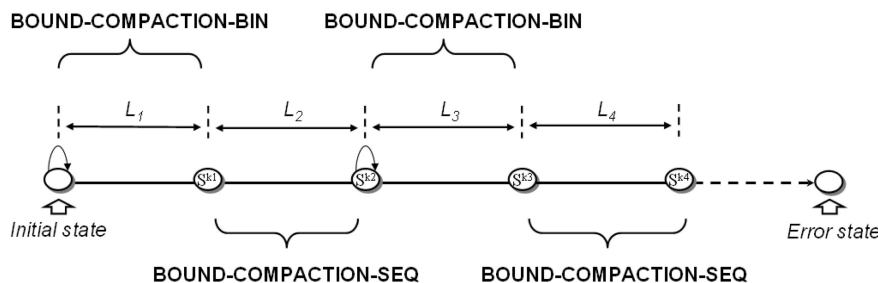 BOUND-COMPACTION-BIN BOUND-COMPACTION-BIN
L1 L2 L3 L4
Sk1 Sk2 Sk3 Sk4
Initial state Error state
BOUND-COMPACTION-SEQ BOUND-COMPACTION-SEQ